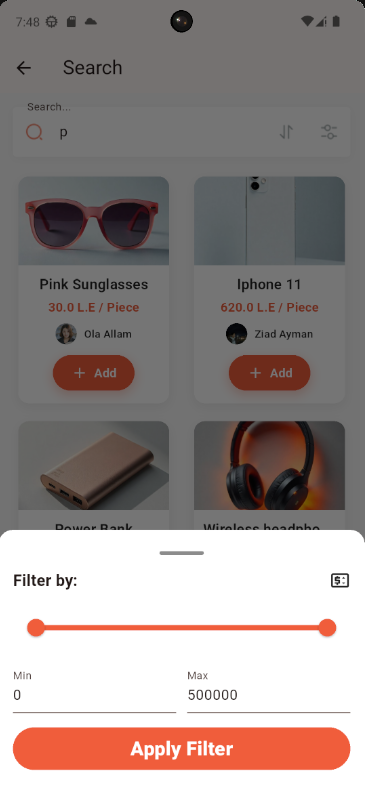 7:48
Search
Search...
p
Pink Sunglasses
Iphone 11
30.0 L.E / Piece
620.0 L.E / Piece
Ola Allam
Ziad Ayman
+ Add
+ Add
Power Bank
Wireless headpho...
Filter by:
Min
Max
0
500000
Apply Filter